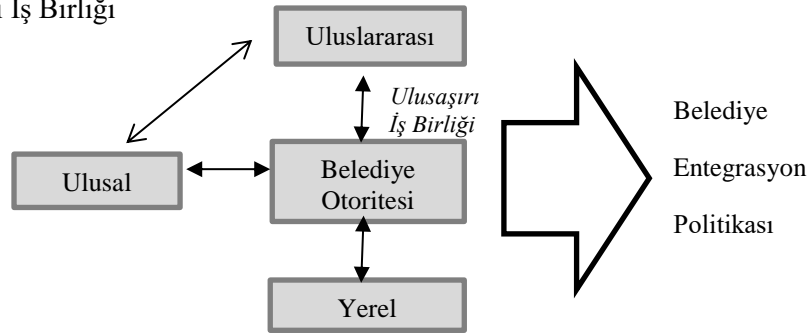 İş Birliği
Uluslararası
Ulusaşırı
İş Birliği
Ulusal
Belediye
Otoritesi
Yerel
Belediye
Entegrasyon
Politikası